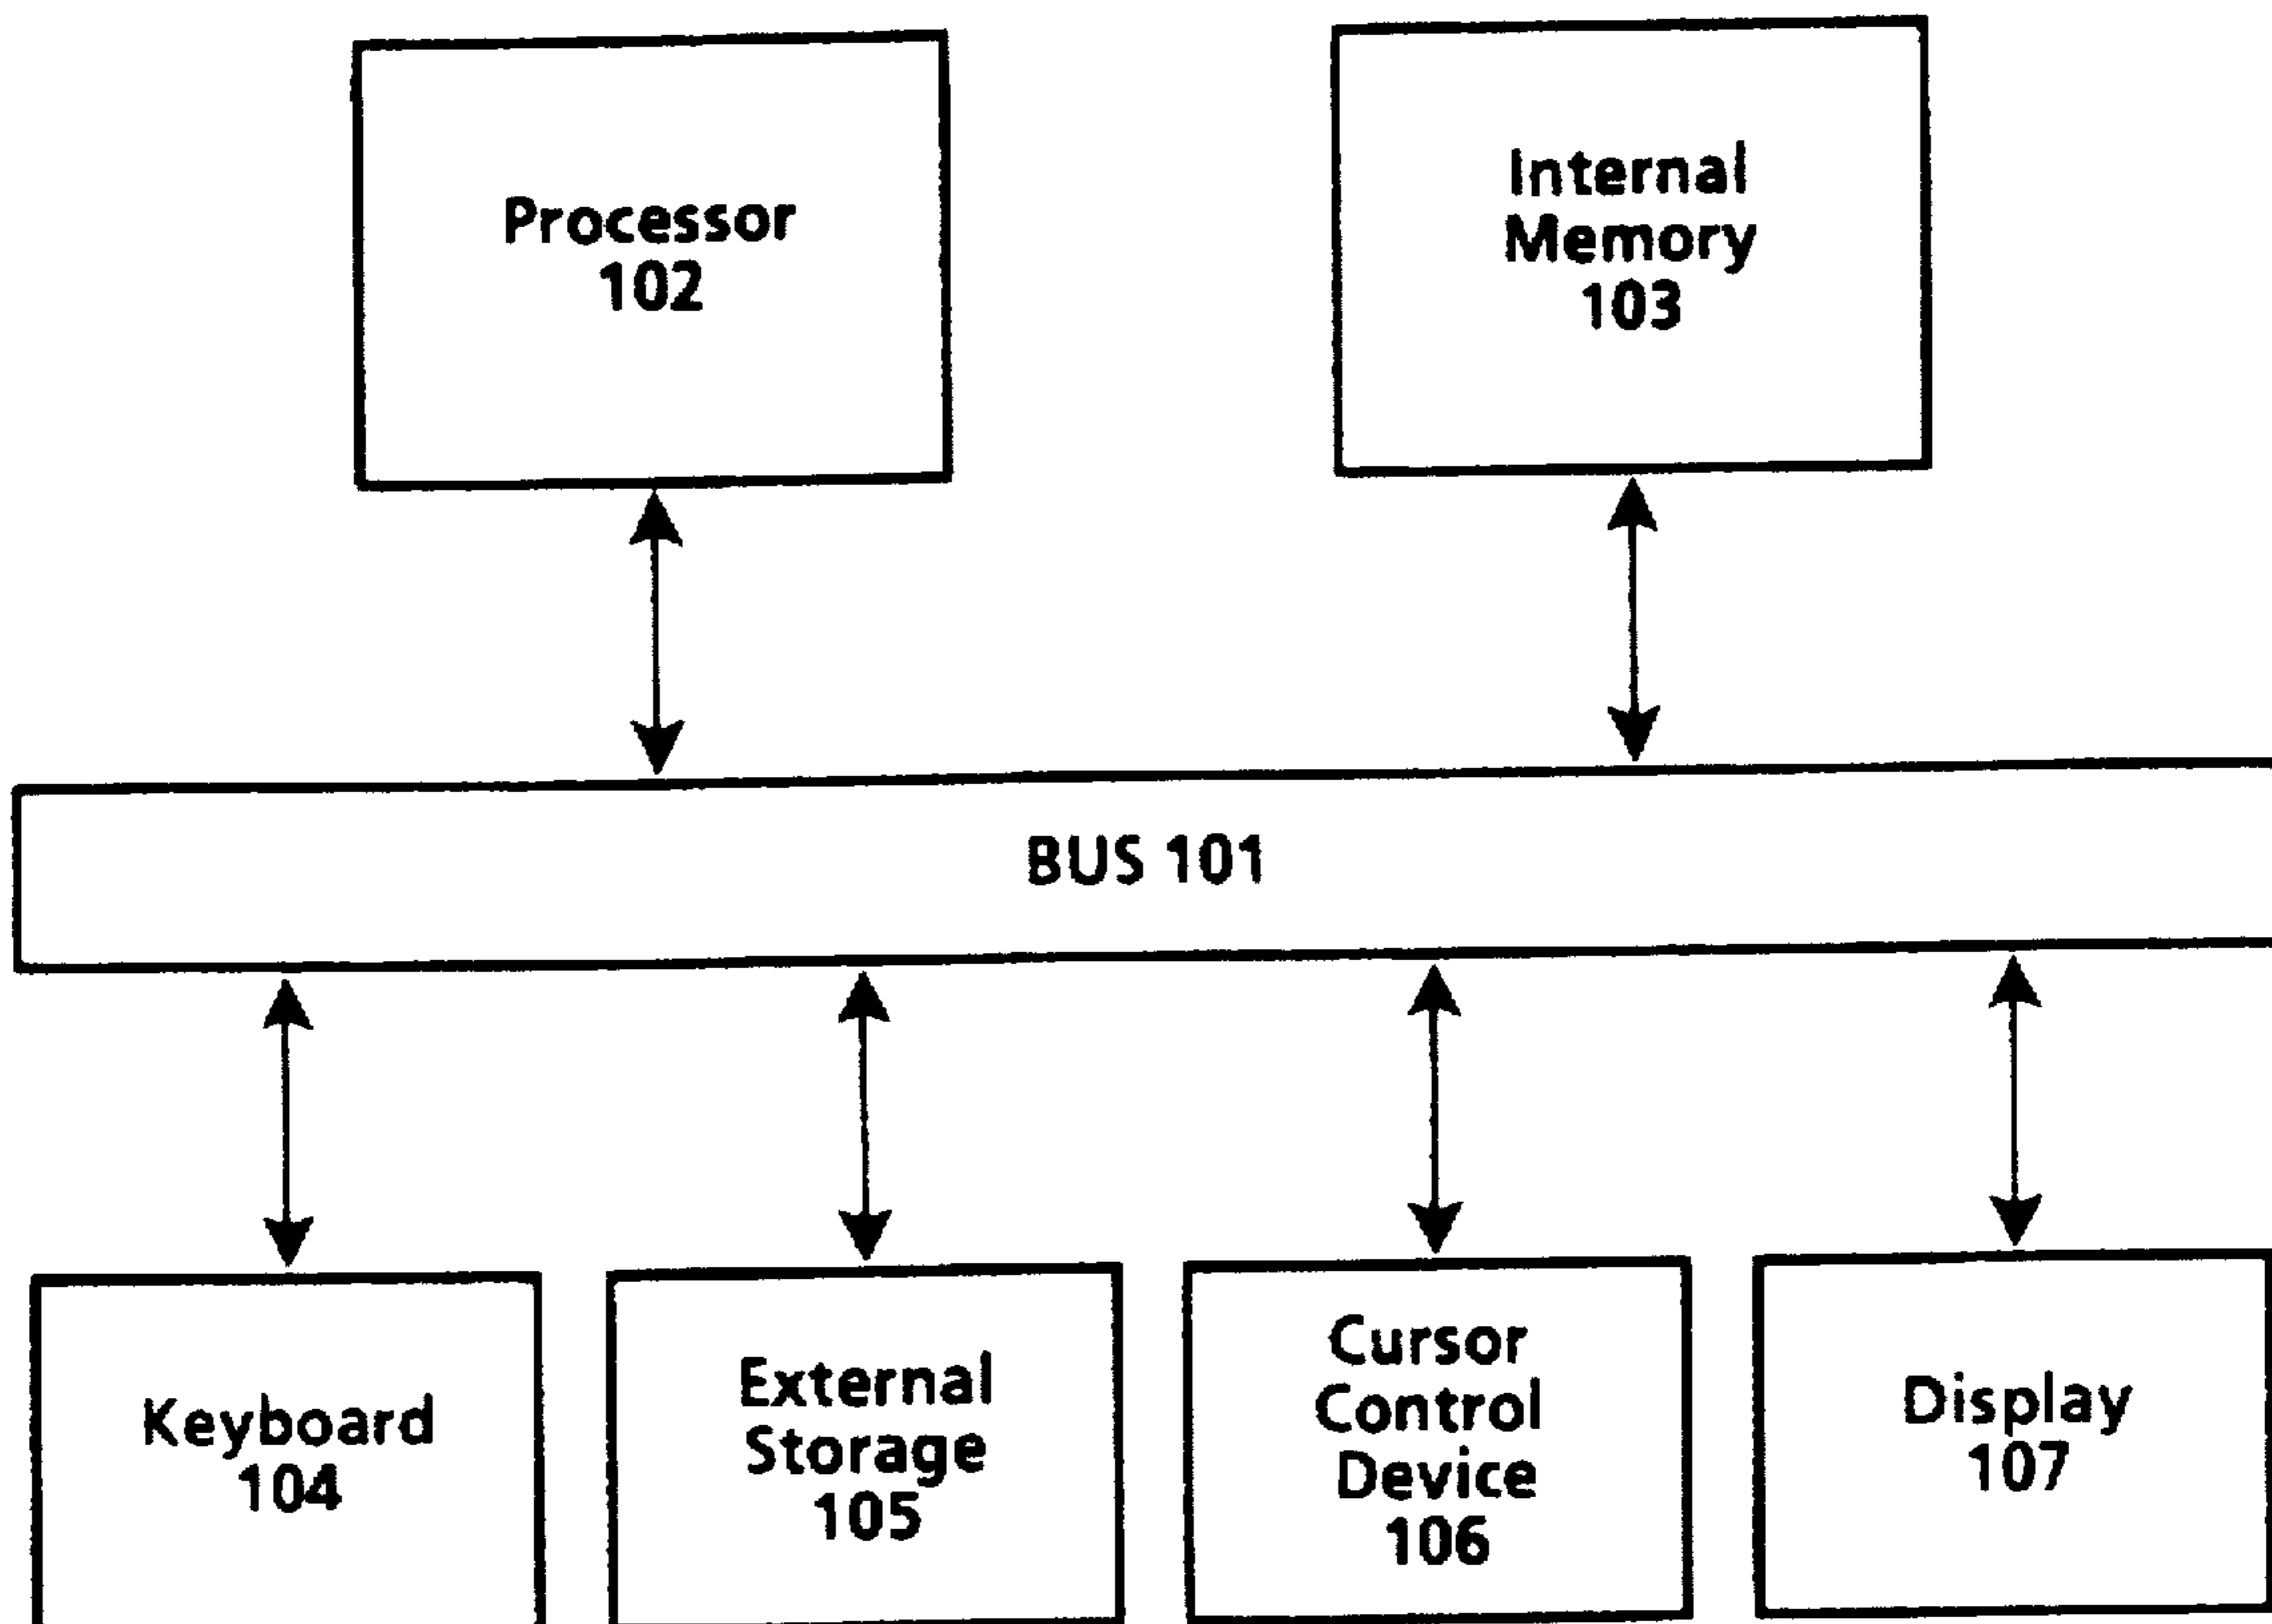 Processor
102
Internal
Memory
103
BUS 101
Keyboard
104
External
Storage
105
Cursor
Control
Device
106
Display
107